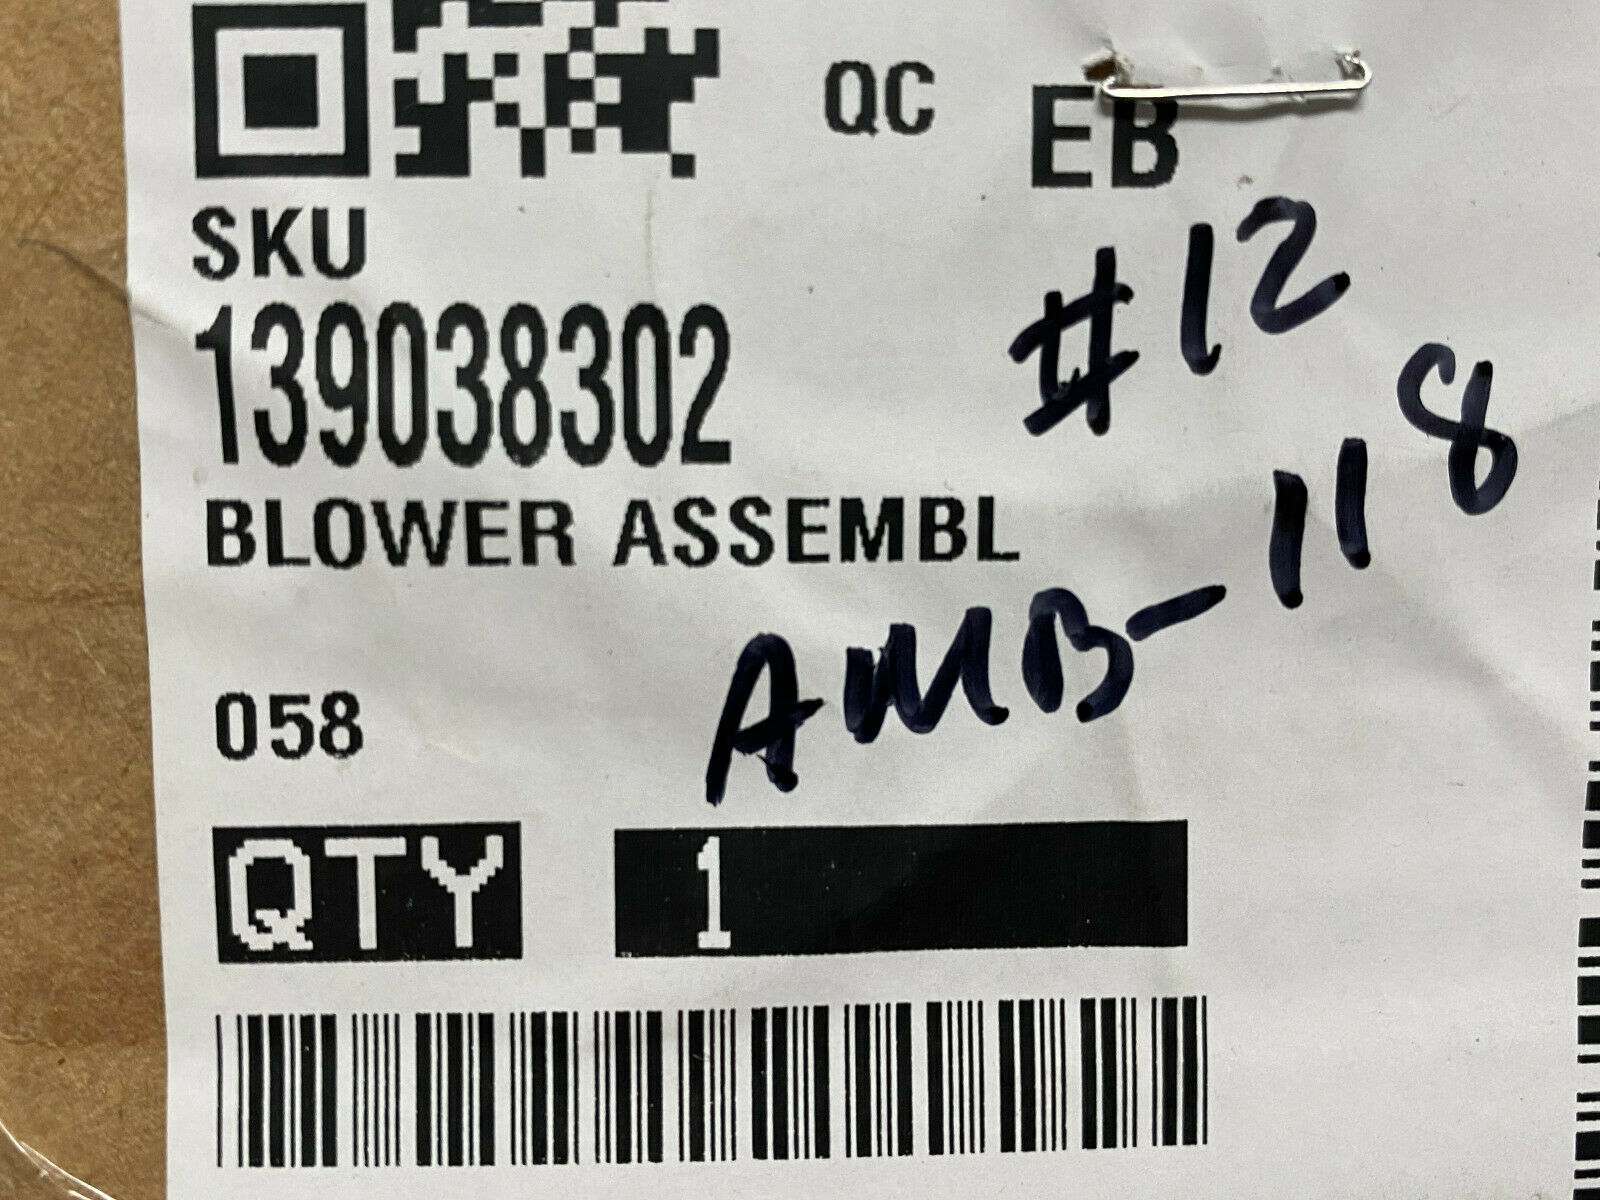 QC EB
SKU
139038302
#12
BLOWER ASSEMBL
AMB-118
058
QTY 1